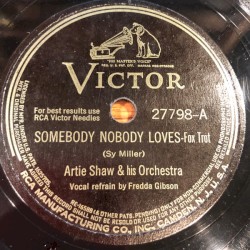 "HIS MASTER'S VOICE"
VICTOR
For best results use
RCA Victor Needles
27798-A
SOMEBODY NOBODY LOVES-Fox Trot
(Sy Miller)
Artie Shaw & his Orchestra
Vocal refrain by Fredda Gibson
RCA MANUFACTURING CO., INC.
CAMDEN, N.J.